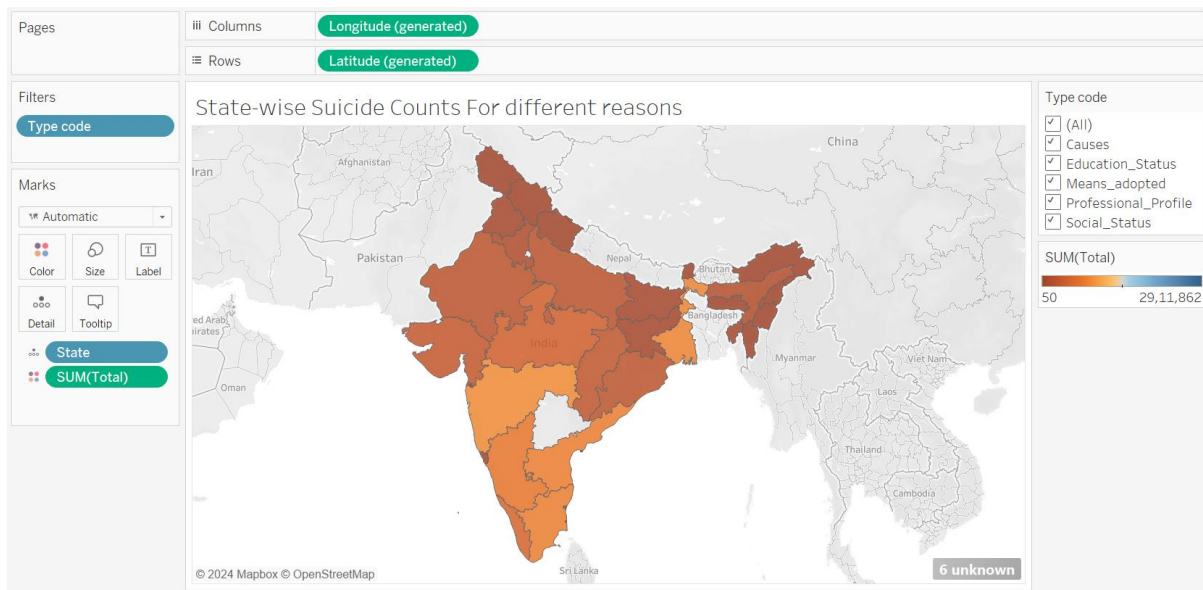 Pages
iii Columns
Longitude (generated)
Rows
Latitude (generated)
Filters
Type code
Marks
Automatic
Color
Size
Label
Detail
Tooltip
State
SUM(Total)
State-wise Suicide Counts For different reasons
Iran
Afghanistan
China
Pakistan
Nepal
Bhutan
India
Bangladesh
Oman
Myanmar
Viet Nam
Laos
Thailand
Cambodia
Sri Lanka
© 2024 Mapbox © OpenStreetMap
6 unknown
Type code
(All)
Causes
Education_Status
Means_adopted
Professional_Profile
Social_Status
SUM(Total)
50
29,11,862